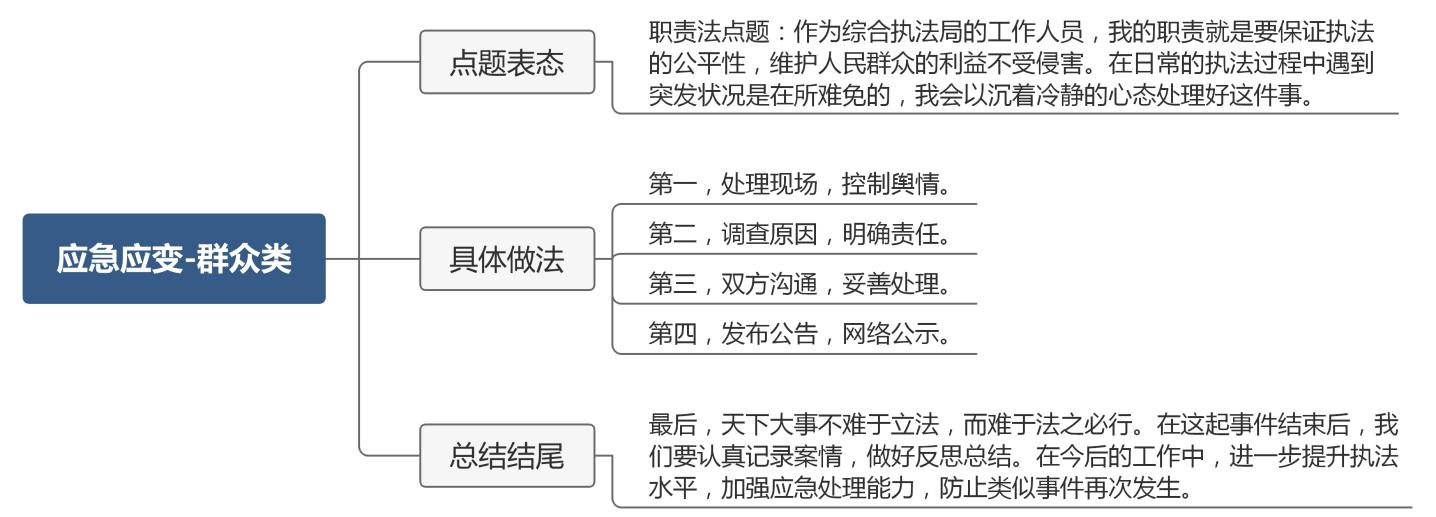 应急应变-群众类
点题表态
职责法点题：作为综合执法局的工作人员，我的职责就是要保证执法
的公平性，维护人民群众的利益不受侵害。在日常的执法过程中遇到
突发状况是在所难免的，我会以沉着冷静的心态处理好这件事。
具体做法
第一，处理现场，控制舆情。
第二，调查原因，明确责任。
第三，双方沟通，妥善处理。
第四，发布公告，网络公示。
总结结尾
最后，天下大事不难于立法，而难于法之必行。在这起事件结束后，我
们要认真记录案情，做好反思总结。在今后的工作中，进一步提升执法
水平，加强应急处理能力，防止类似事件再次发生。